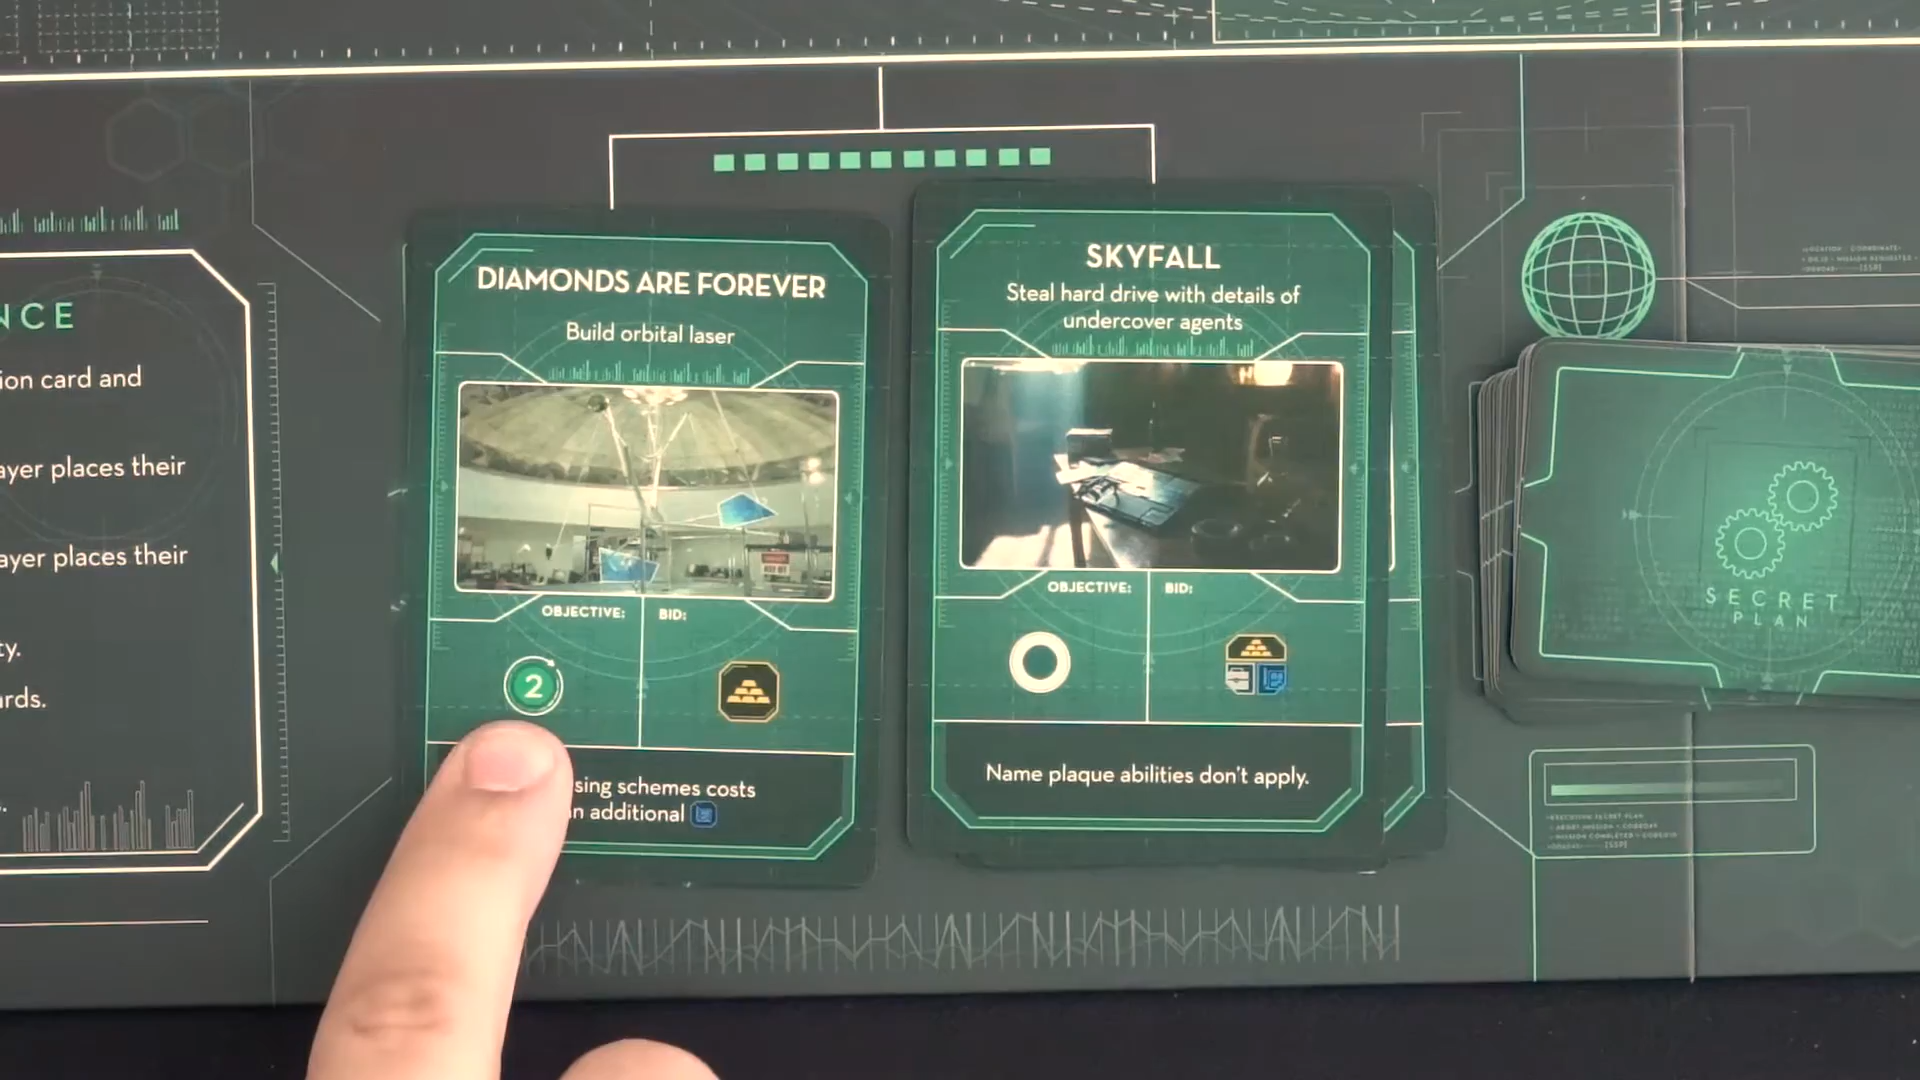 NCE
ion card and
ayer places their
ayer places their
ty.
rds.
DIAMONDS ARE FOREVER
Build orbital laser
OBJECTIVE:
BID:
2
sing schemes costs
n additional
SKYFALL
Steal hard drive with details of
undercover agents
OBJECTIVE:
BID:
Name plaque abilities don't apply.
SECRET
PLAN